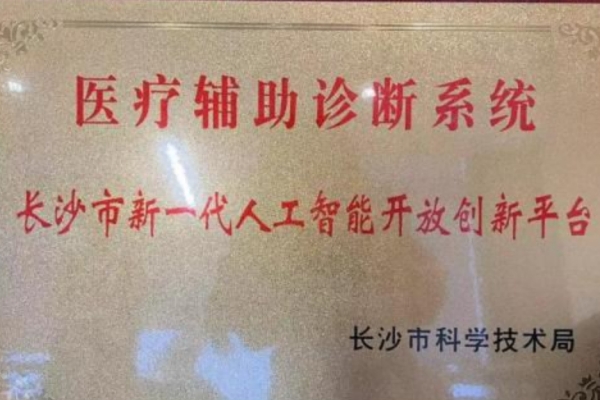 医疗辅助诊断系统
长沙市新一代人工智能开放创新平台
长沙市科学技术局